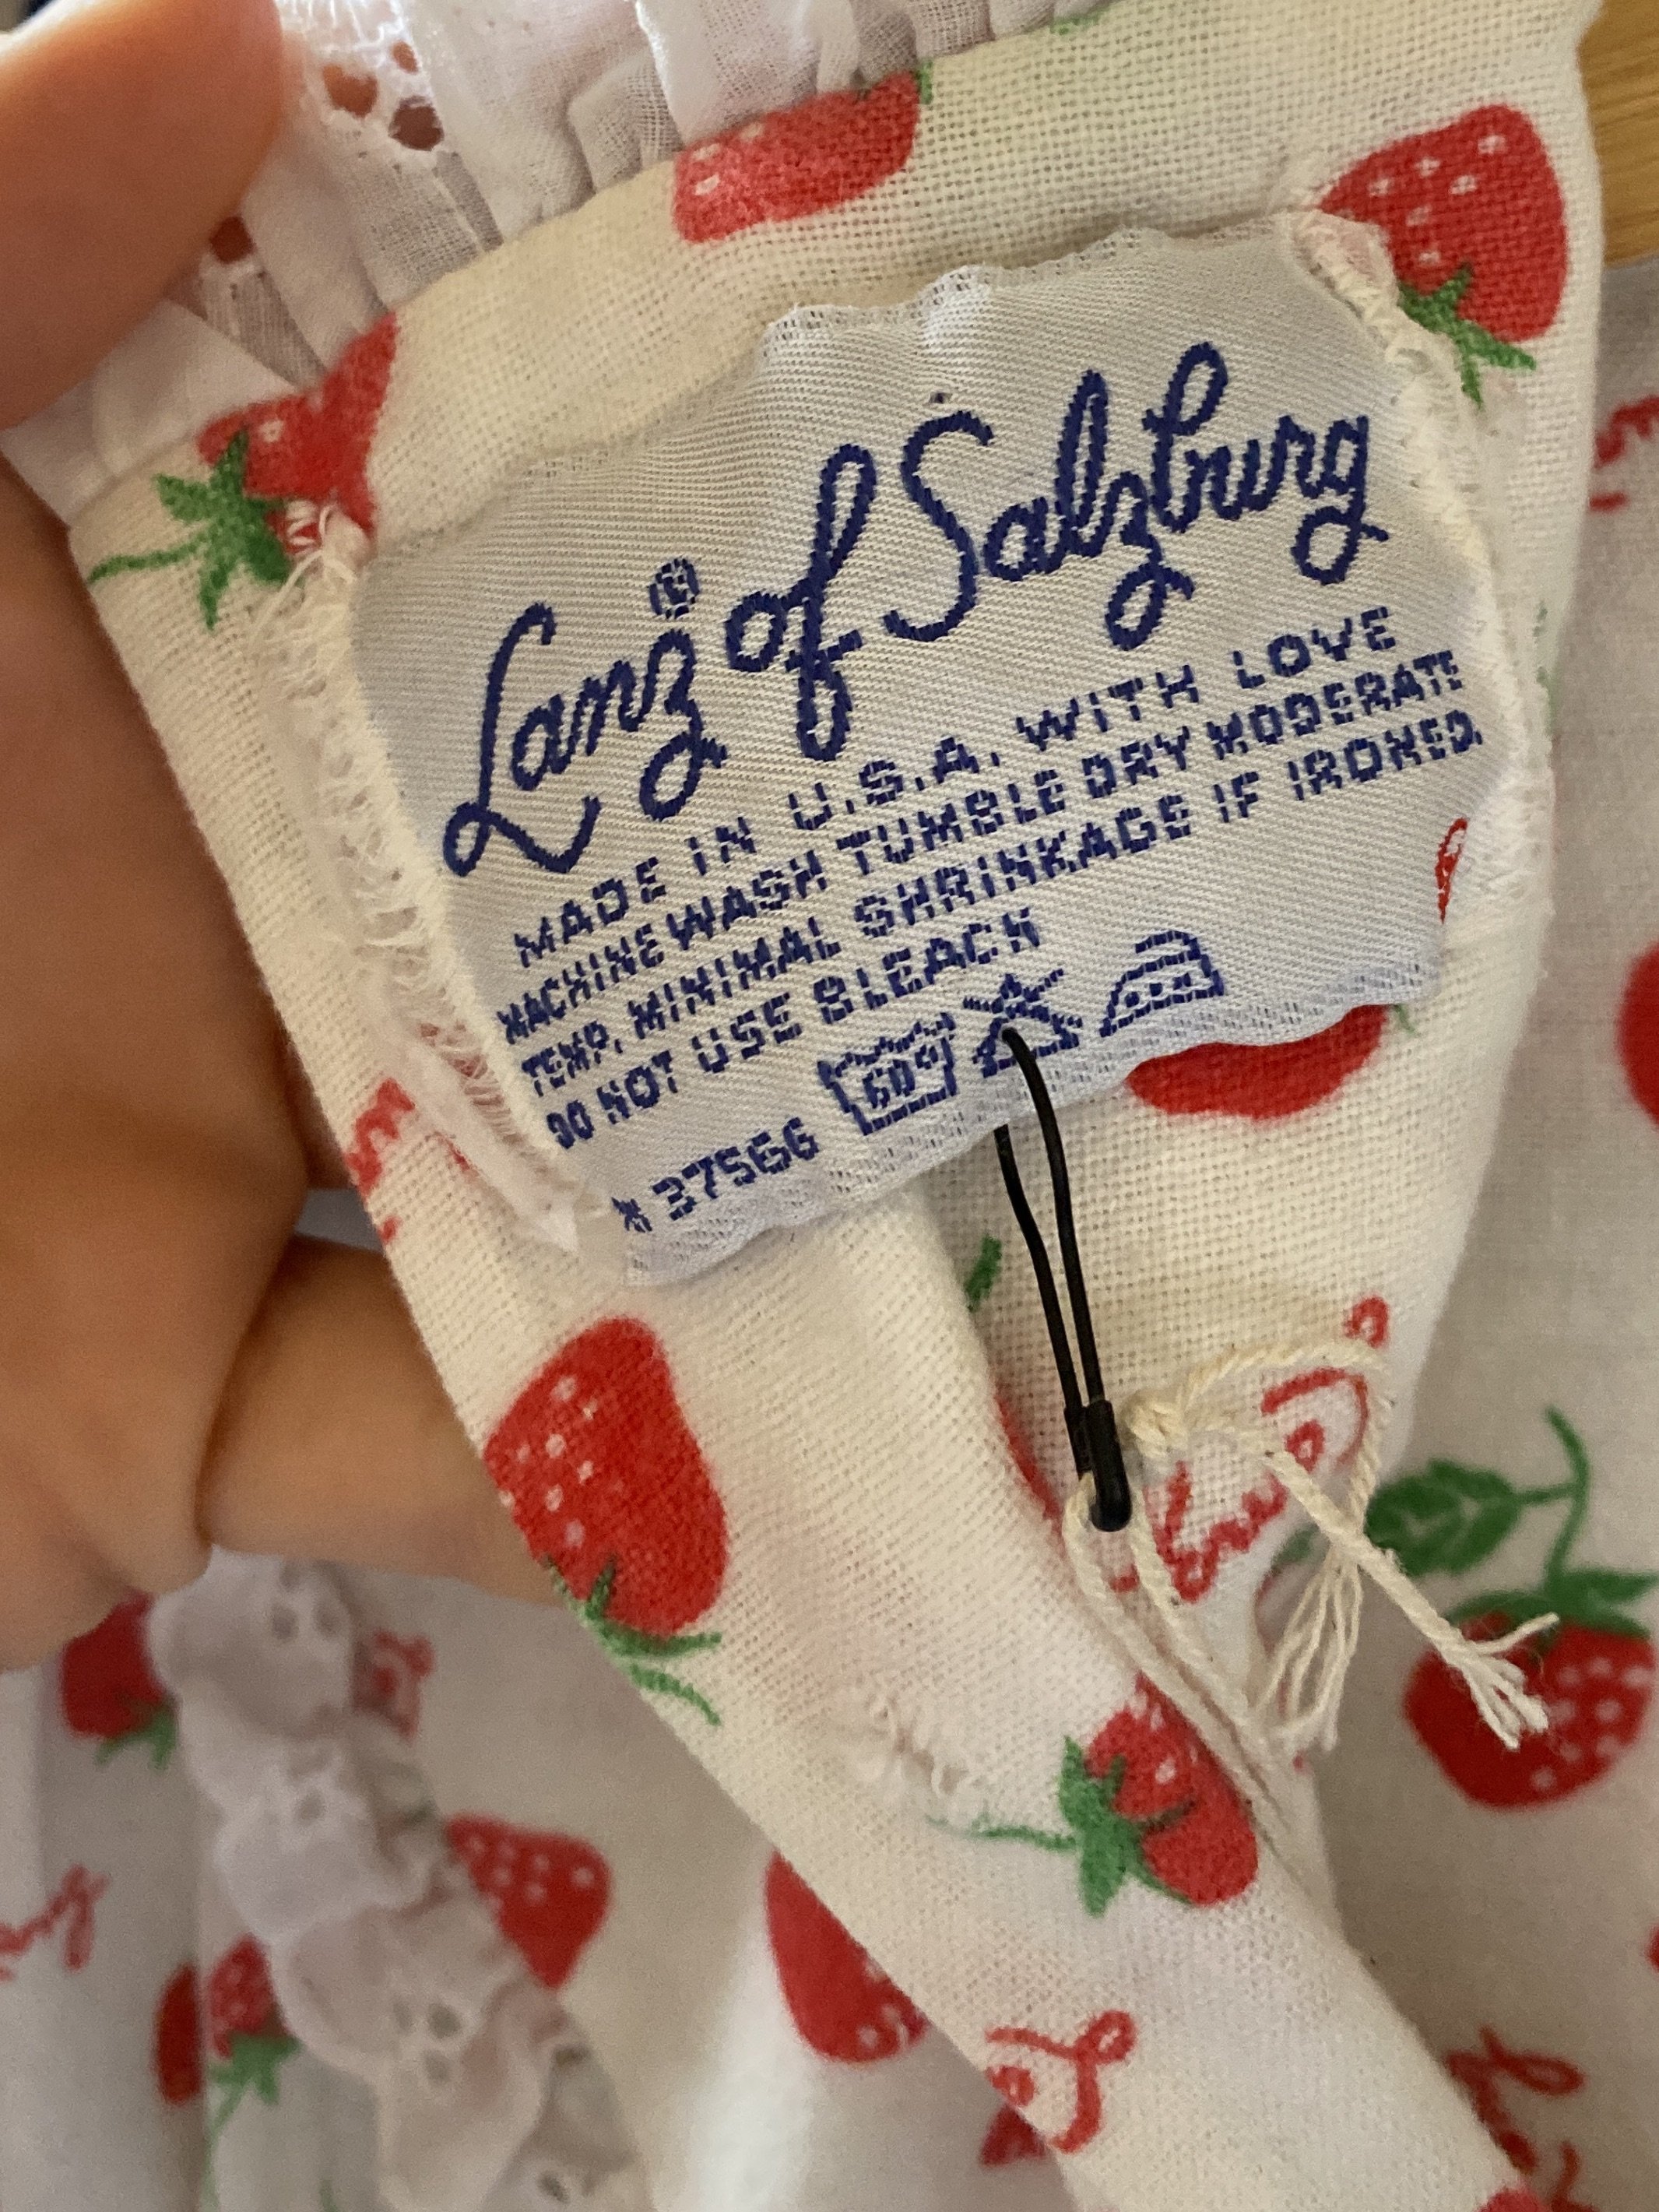 Lanz® of Salzburg
MADE IN U.S.A. WITH LOVE
MACHINE WASH TUMBLE DRY MODERATE
TEMP. MINIMAL SHRINKAGE IF IRONED.
DO NOT USE BLEACH
60°
37566